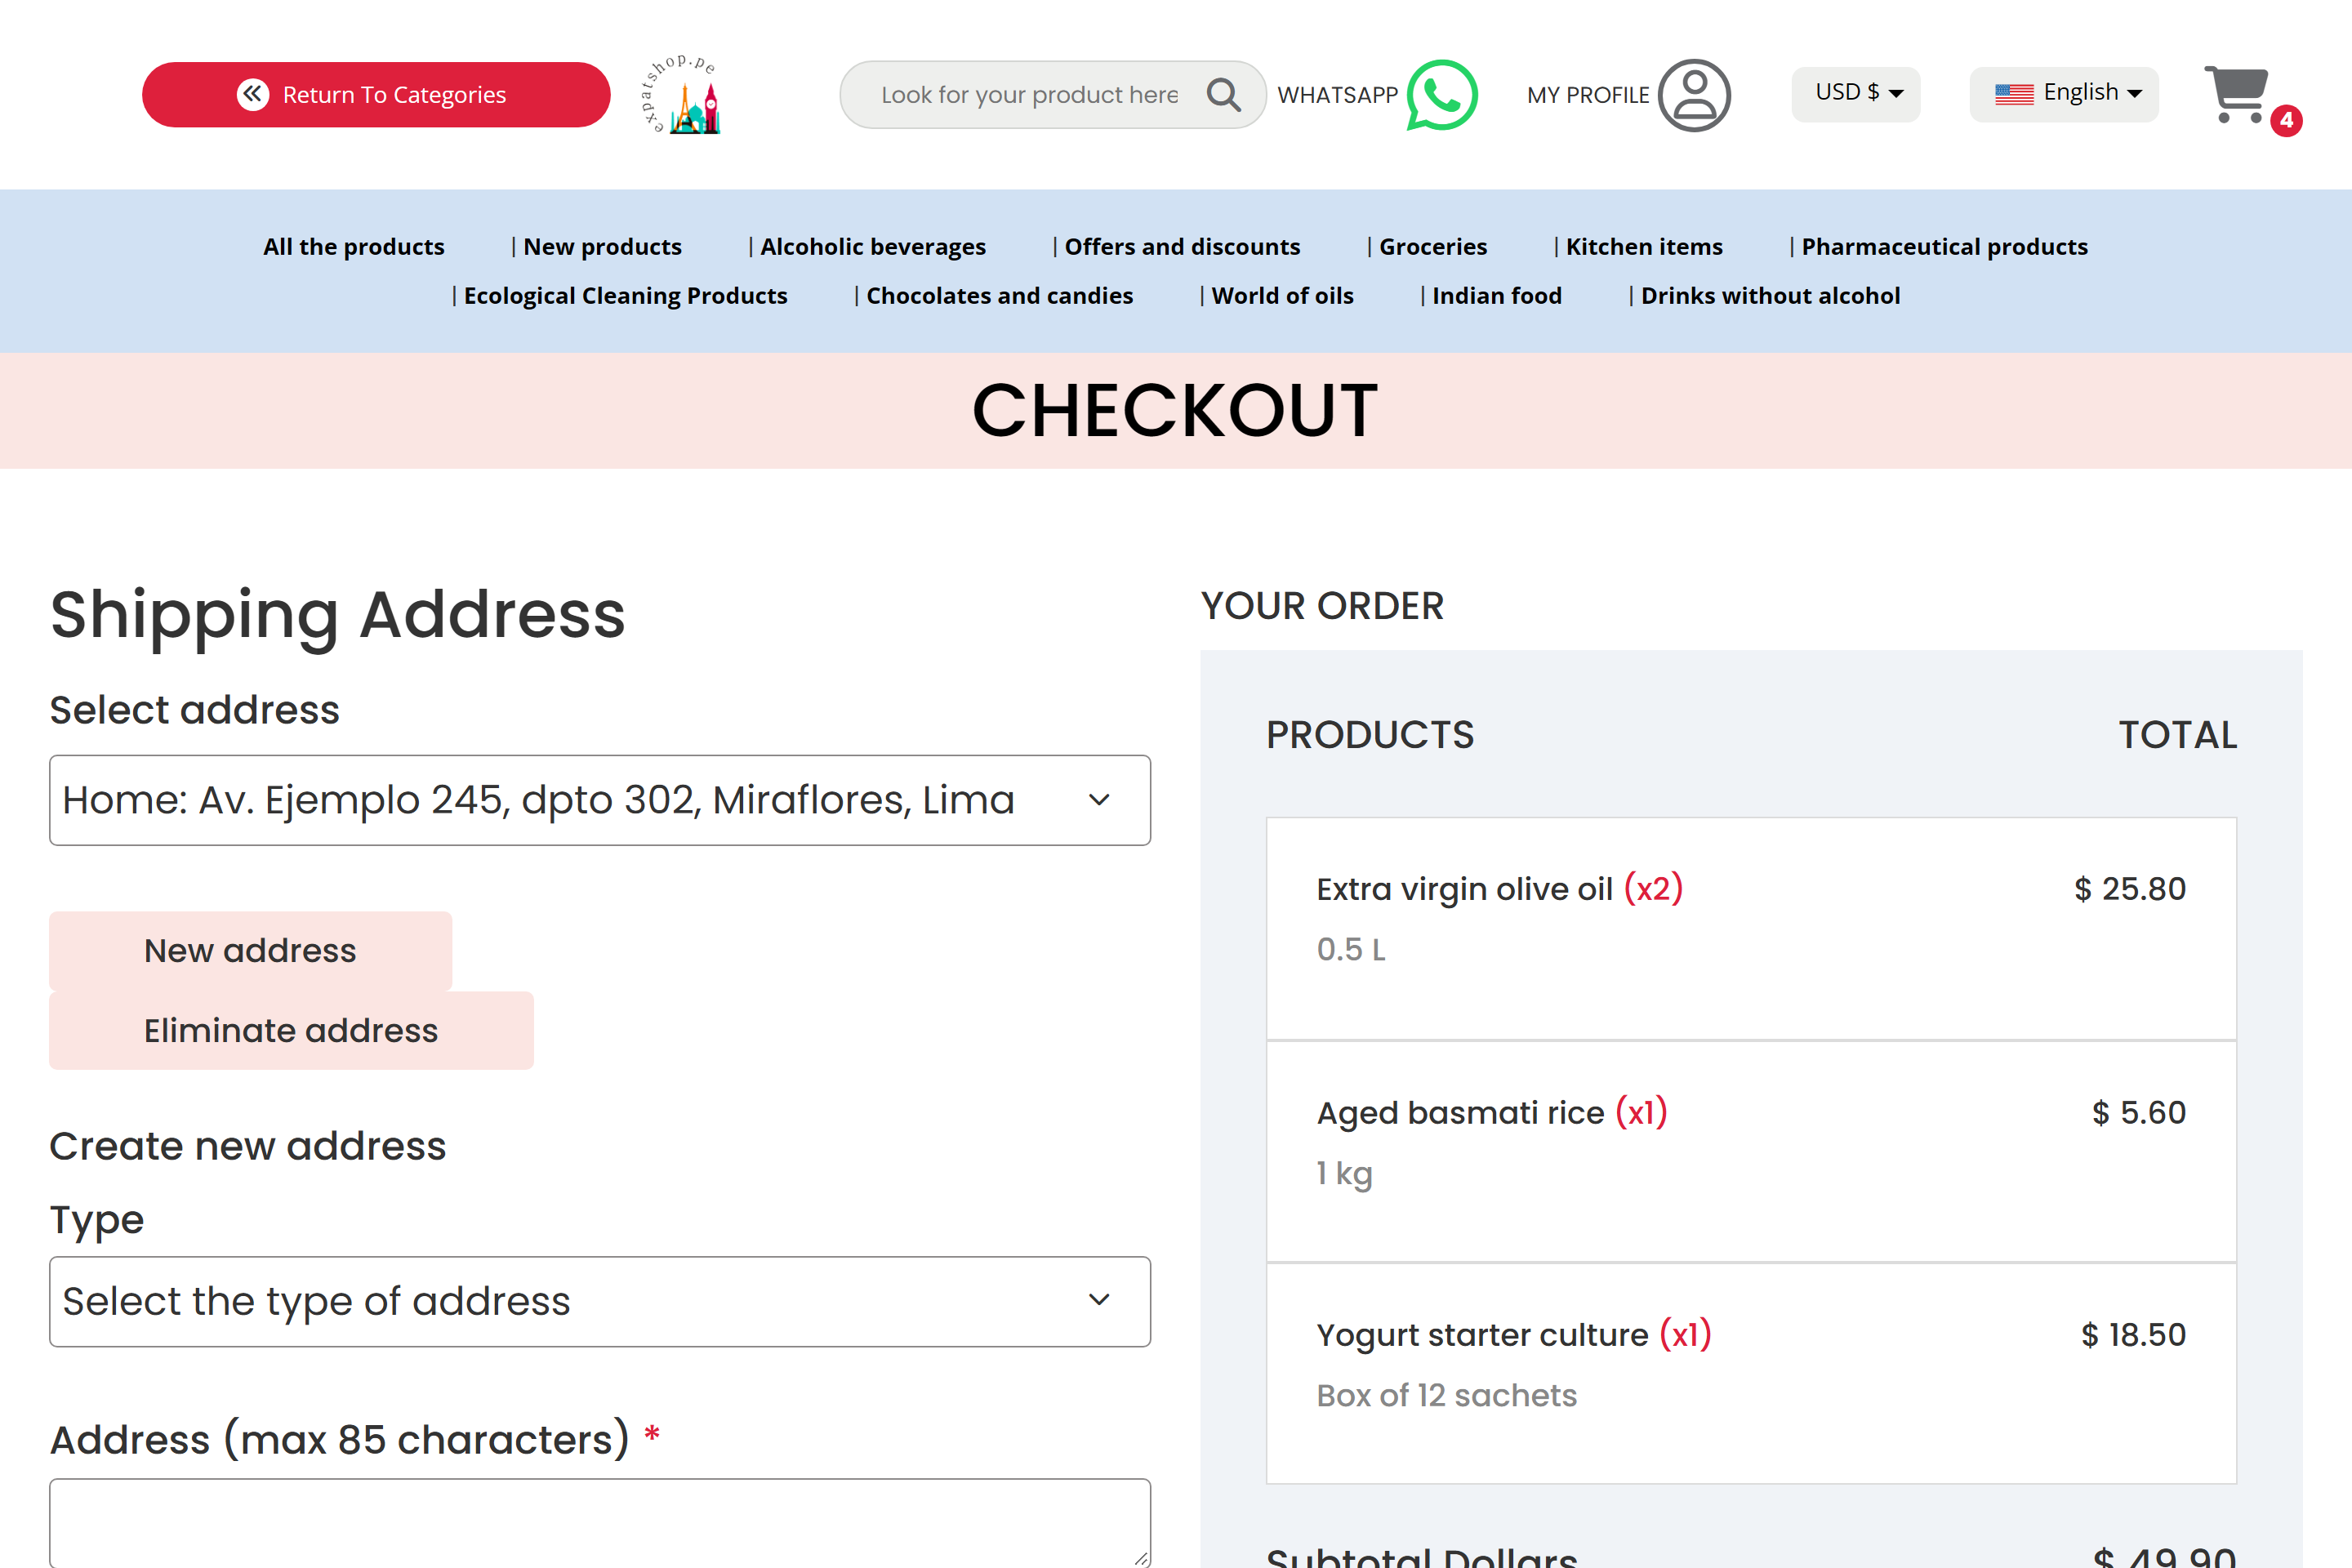 Return To Categories
expatshop.pe
Look for your product here
WHATSAPP
MY PROFILE
USD $
English
4
All the products | New products | Alcoholic beverages | Offers and discounts | Groceries | Kitchen items | Pharmaceutical products
| Ecological Cleaning Products | Chocolates and candies | World of oils | Indian food | Drinks without alcohol
CHECKOUT
Shipping Address
Select address
Home: Av. Ejemplo 245, dpto 302, Miraflores, Lima
New address
Eliminate address
Create new address
Type
Select the type of address
Address (max 85 characters) *
YOUR ORDER
PRODUCTS TOTAL
Extra virgin olive oil (x2) $ 25.80
0.5 L
Aged basmati rice (x1) $ 5.60
1 kg
Yogurt starter culture (x1) $ 18.50
Box of 12 sachets
Subtotal Dollars $ 49.90